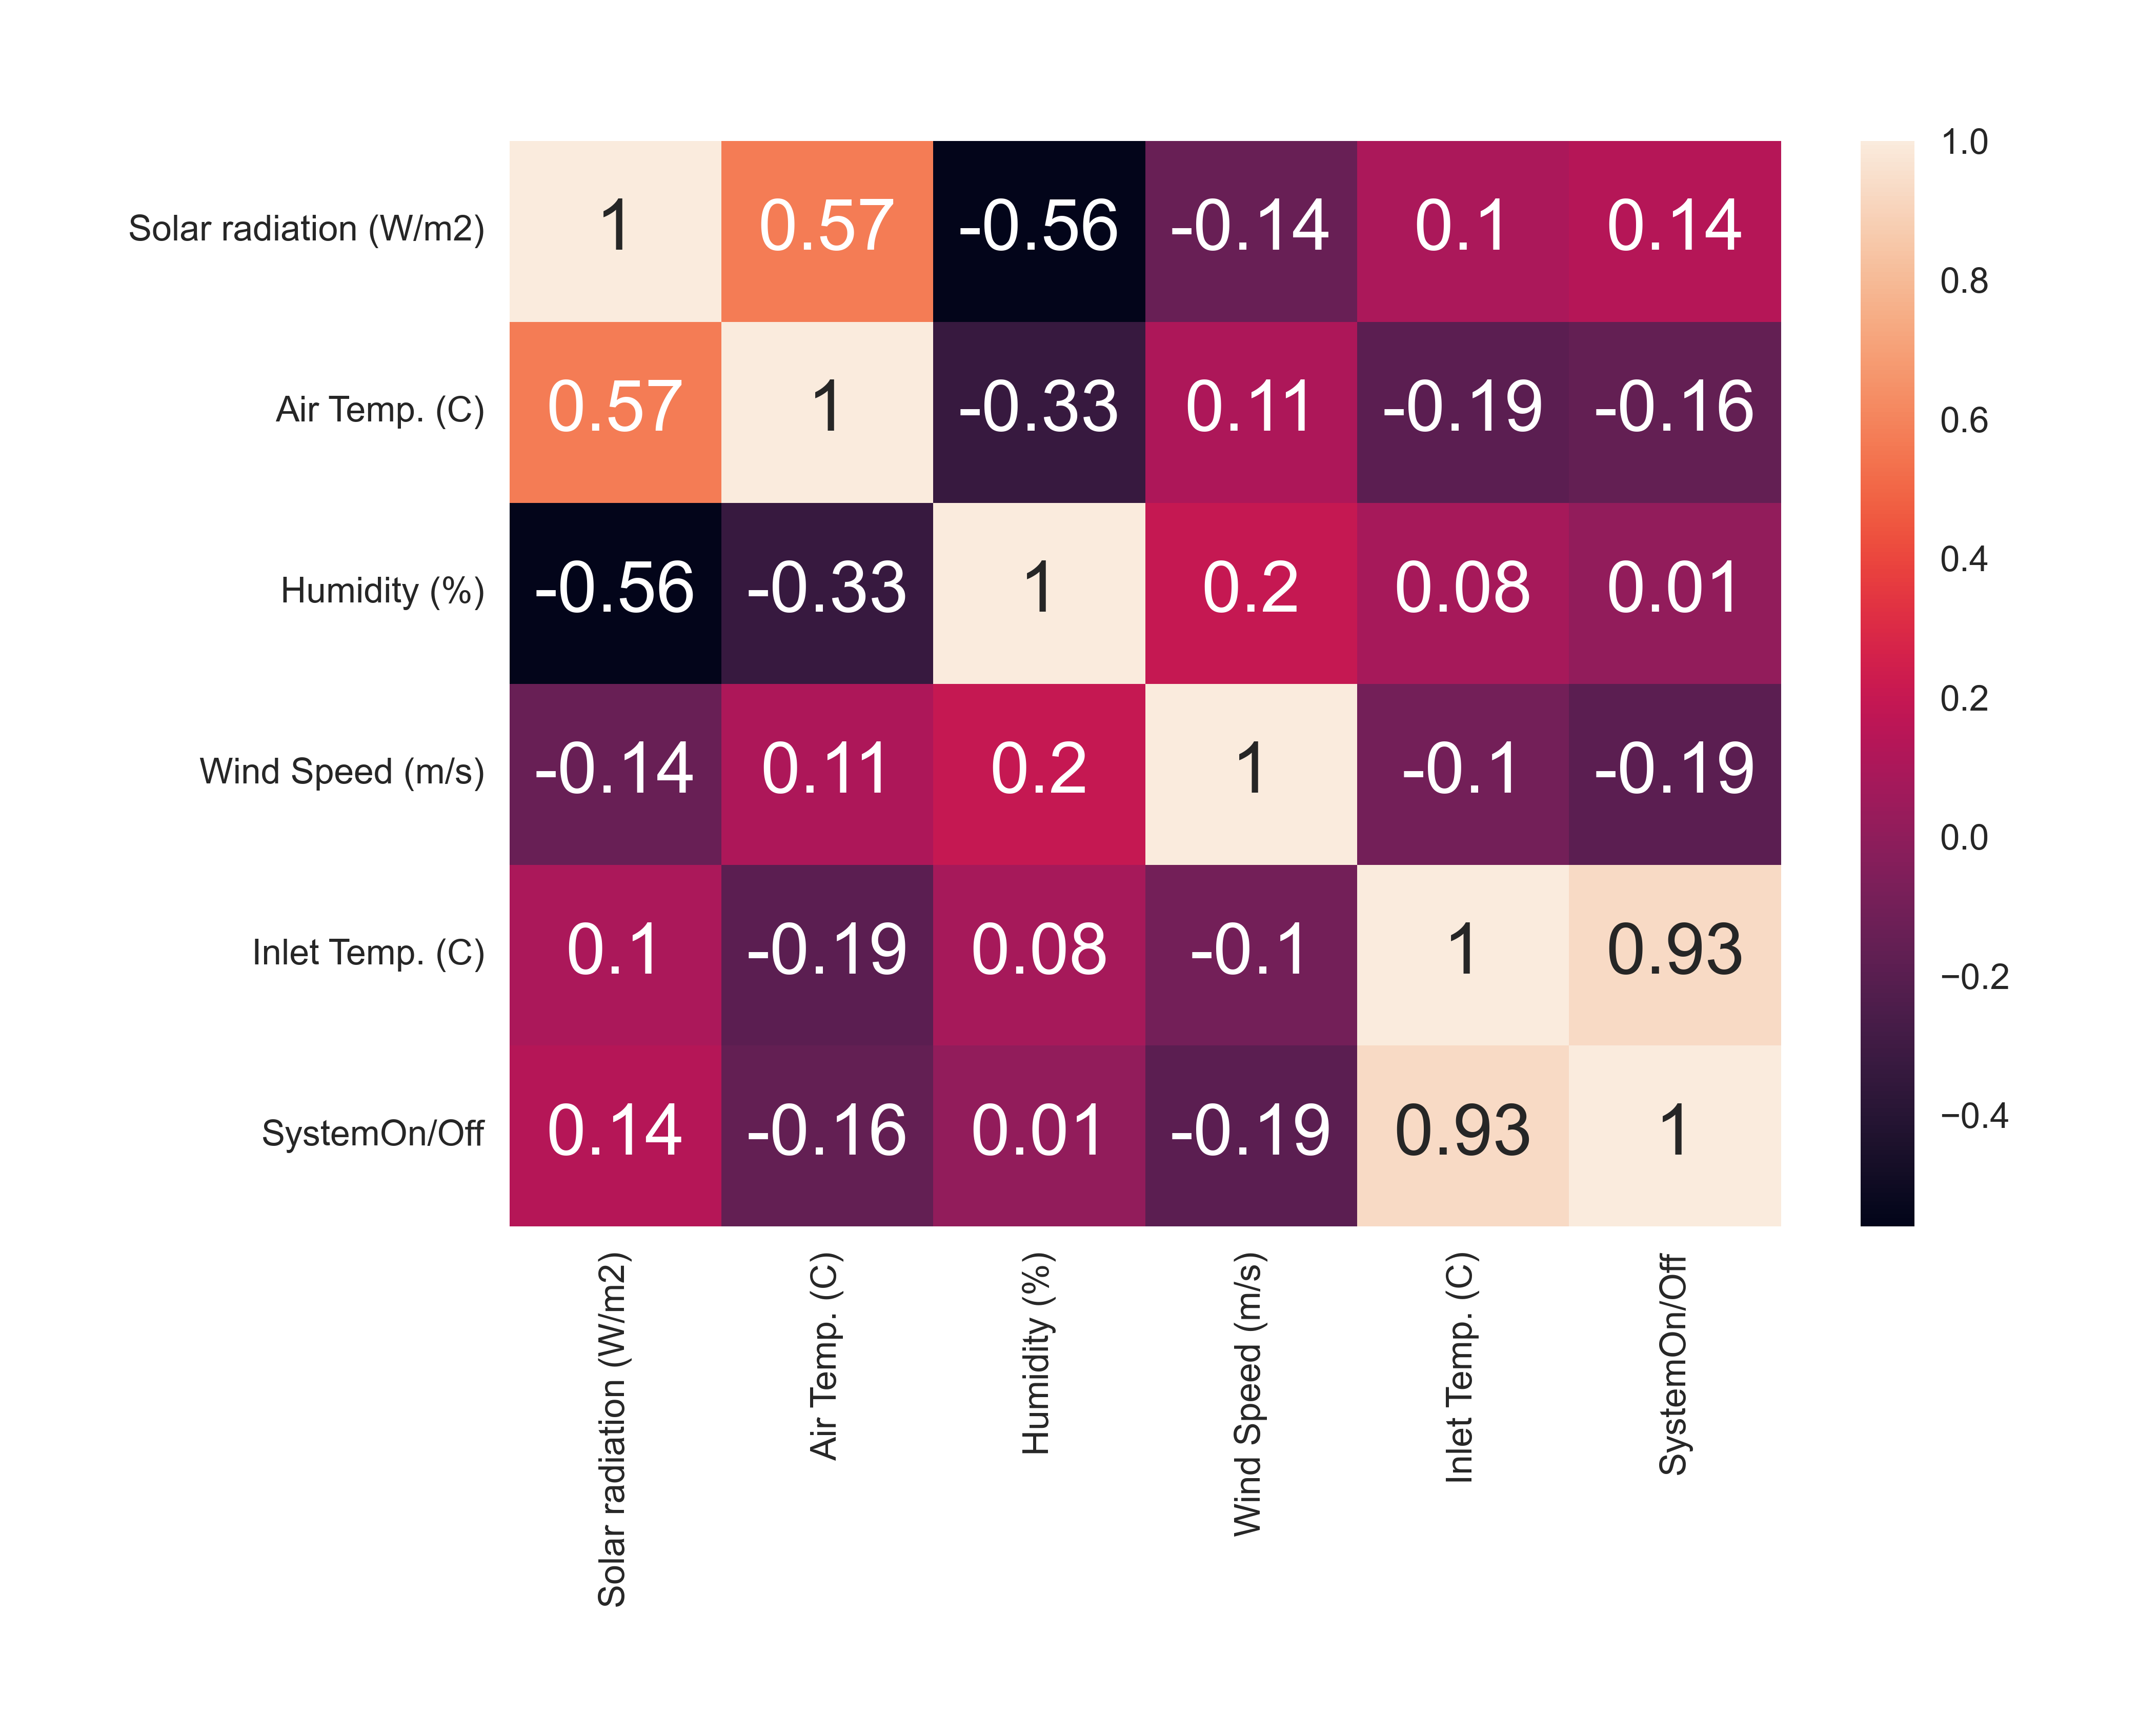 Solar radiation (W/m2) 1 0.57 -0.56 -0.14 0.1 0.14
Air Temp. (C) 0.57 1 -0.33 0.11 -0.19 -0.16
Humidity (%) -0.56 -0.33 1 0.2 0.08 0.01
Wind Speed (m/s) -0.14 0.11 0.2 1 -0.1 -0.19
Inlet Temp. (C) 0.1 -0.19 0.08 -0.1 1 0.93
SystemOn/Off 0.14 -0.16 0.01 -0.19 0.93 1
Solar radiation (W/m2)
Air Temp. (C)
Humidity (%)
Wind Speed (m/s)
Inlet Temp. (C)
SystemOn/Off
1.0
0.8
0.6
0.4
0.2
0.0
−0.2
−0.4